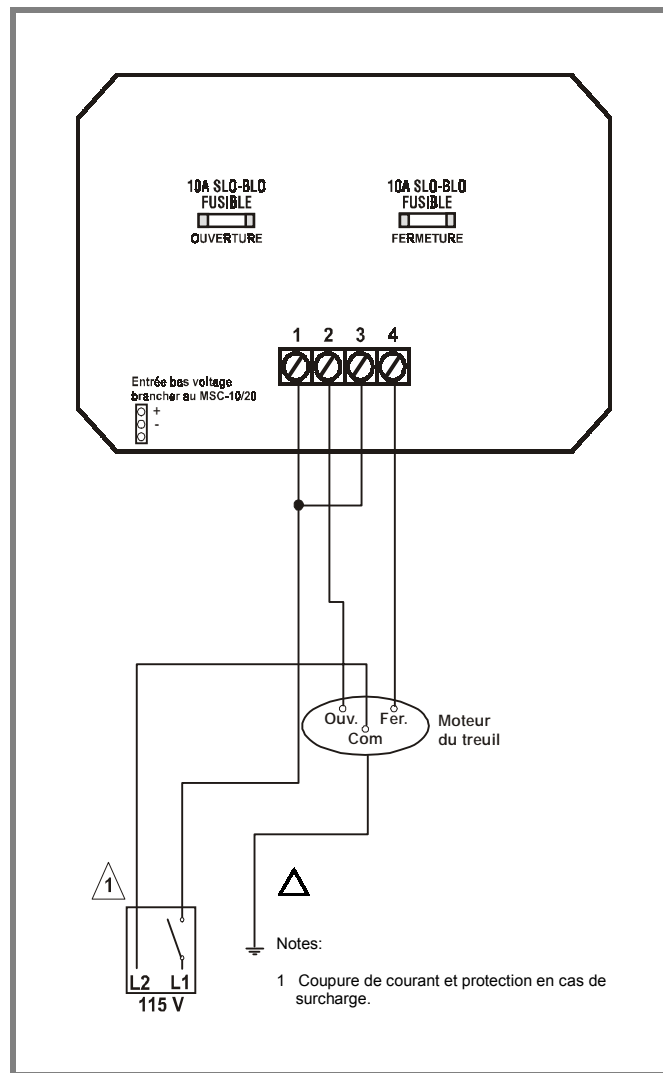 10A SLO-BLO
FUSIBLE
OUVERTURE
10A SLO-BLO
FUSIBLE
FERMETURE
1 2 3 4
Entrée bas voltage
brancher au MSC-10/20
+
-
Ouv. Fer.
Com
Moteur
du treuil
1
L2 L1
115 V
Notes:
1 Coupure de courant et protection en cas de
surcharge.